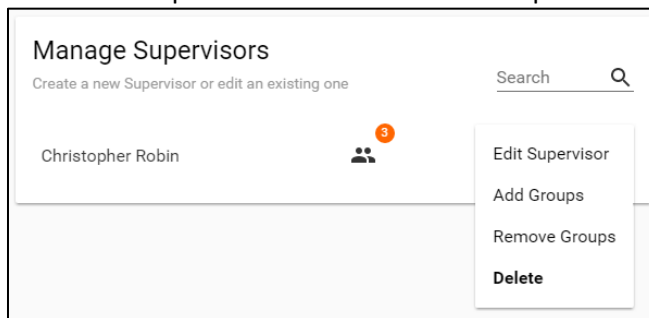 Manage Supervisors
Create a new Supervisor or edit an existing one
Search
Christopher Robin
3
Edit Supervisor
Add Groups
Remove Groups
Delete